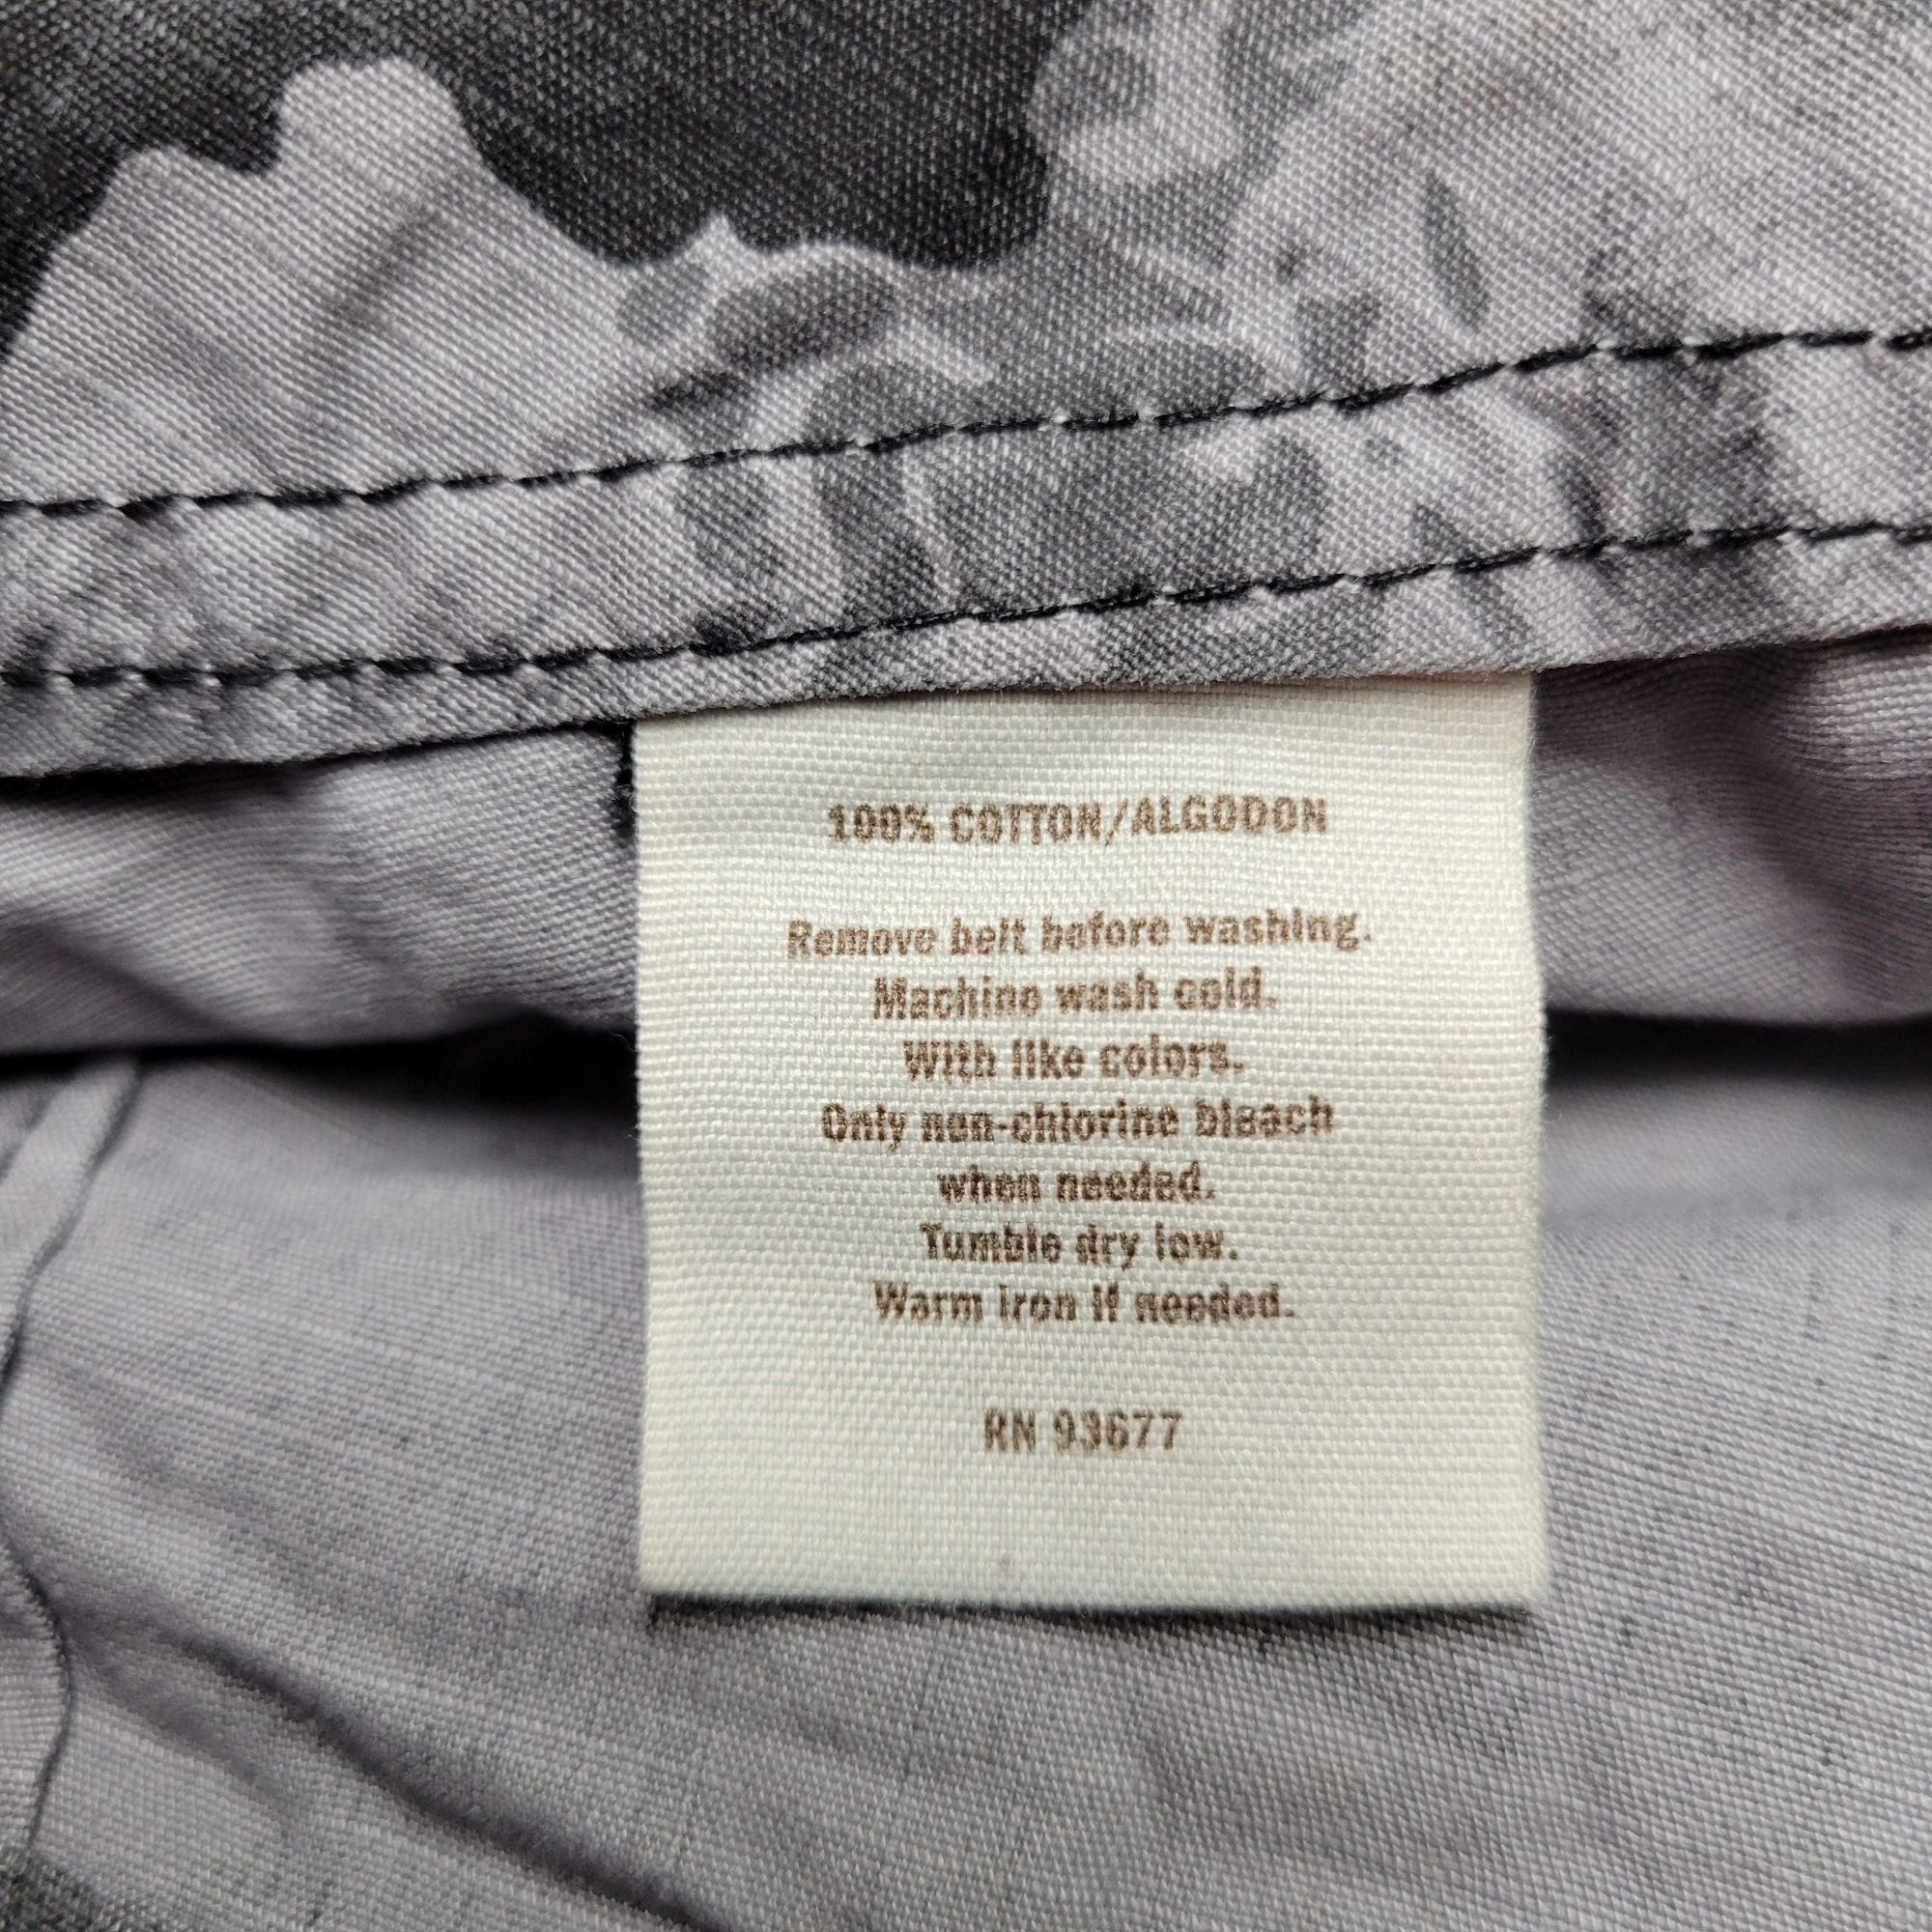 100% COTTON/ALGODON
Remove belt before washing.
Machine wash cold.
With like colors.
Only non-chlorine bleach
when needed.
Tumble dry low.
Warm iron if needed.
RN 93677